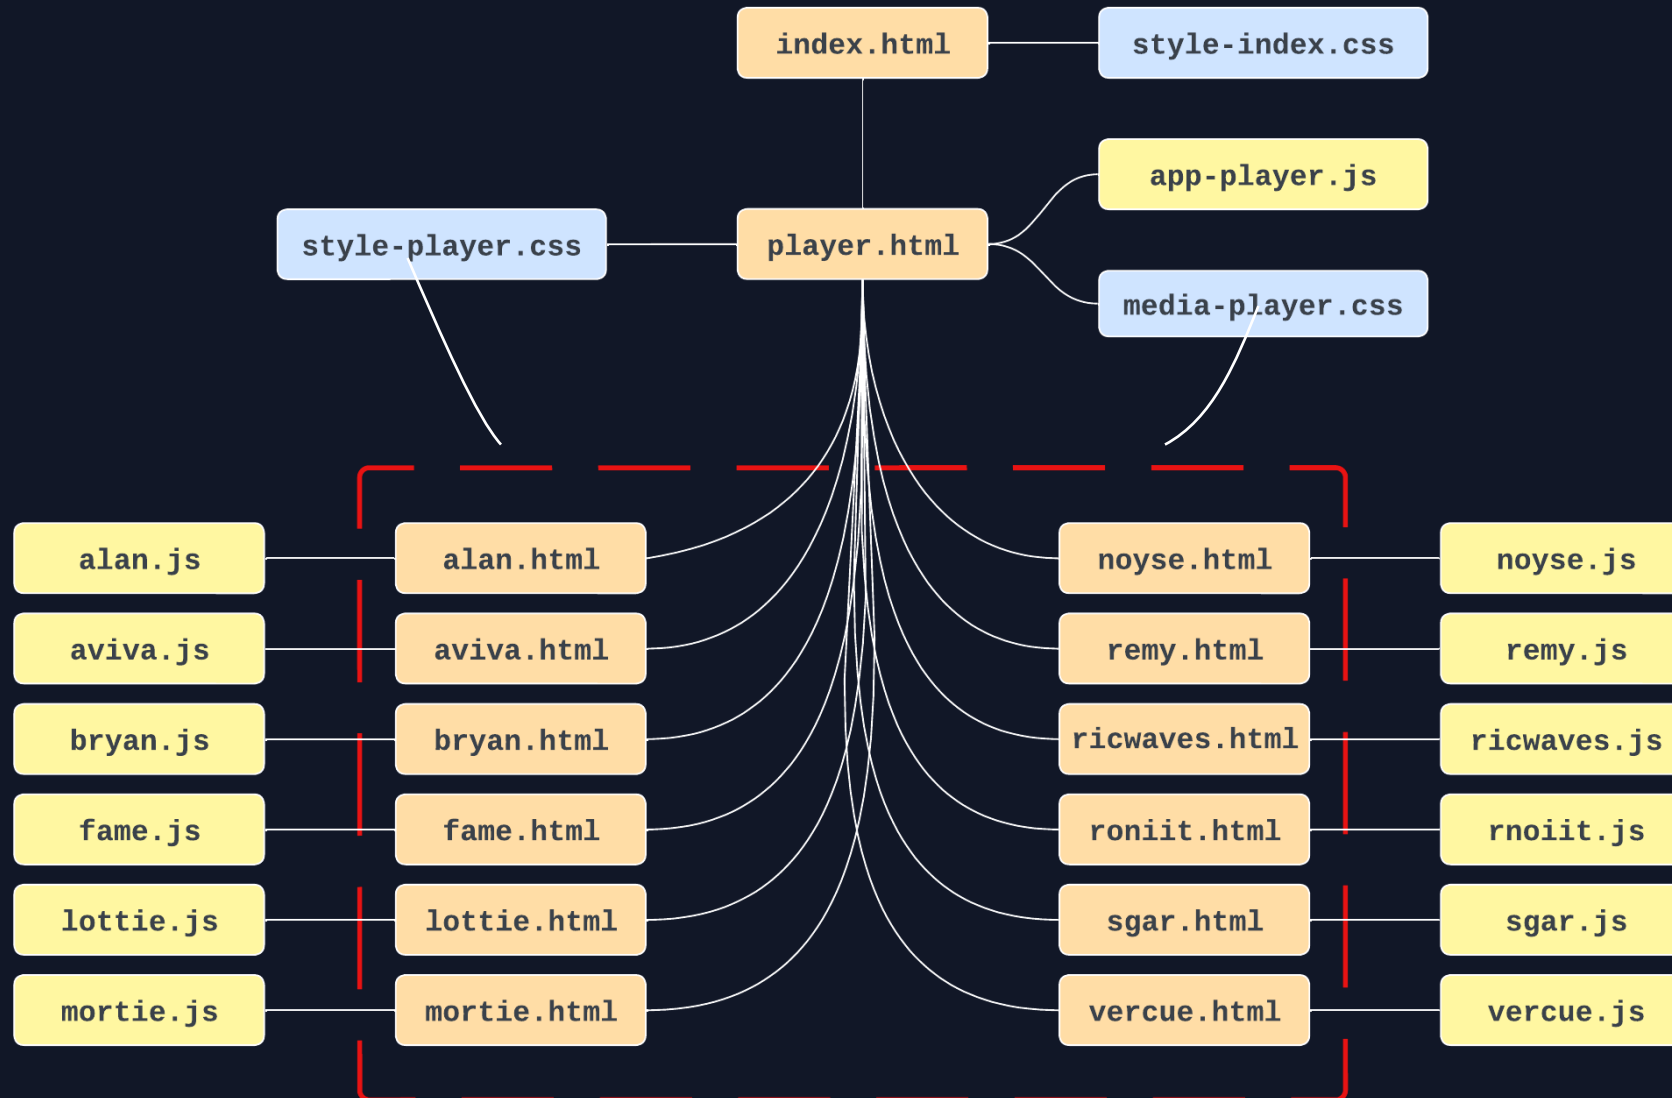 index.html
style-index.css
app-player.js
style-player.css
player.html
media-player.css
alan.js
alan.html
noyse.html
noyse.js
aviva.js
aviva.html
remy.html
remy.js
bryan.js
bryan.html
ricwaves.html
ricwaves.js
fame.js
fame.html
roniit.html
rnoiit.js
lottie.js
lottie.html
sgar.html
sgar.js
mortie.js
mortie.html
vercue.html
vercue.js